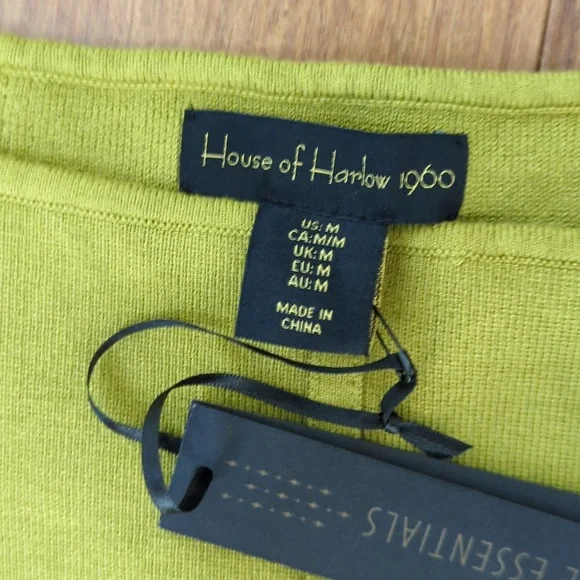 House of Harlow 1960
US: M
CA: M/M
UK: M
EU: M
AU: M
MADE IN
CHINA
ESSENTIALS